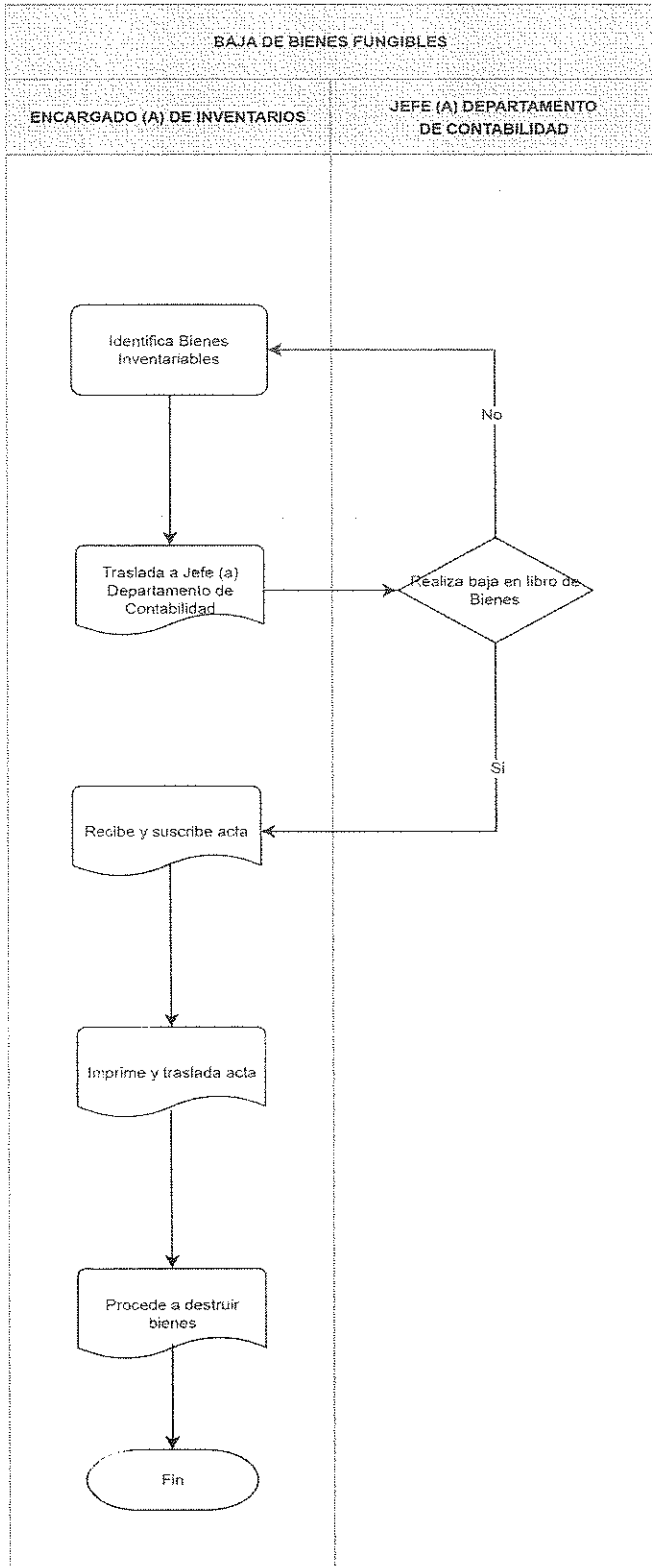 BAJA DE BIENES FUNGIBLES
ENCARGADO (A) DE INVENTARIOS
JEFE (A) DEPARTAMENTO
DE CONTABILIDAD
Identifica Bienes
Inventariables
No
Traslada a Jefe (a)
Departamento de
Contabilidad
Realiza baja en libro de
Bienes
Si
Recibe y suscribe acta
Imprime y traslada acta
Procede a destruir
bienes
Fin